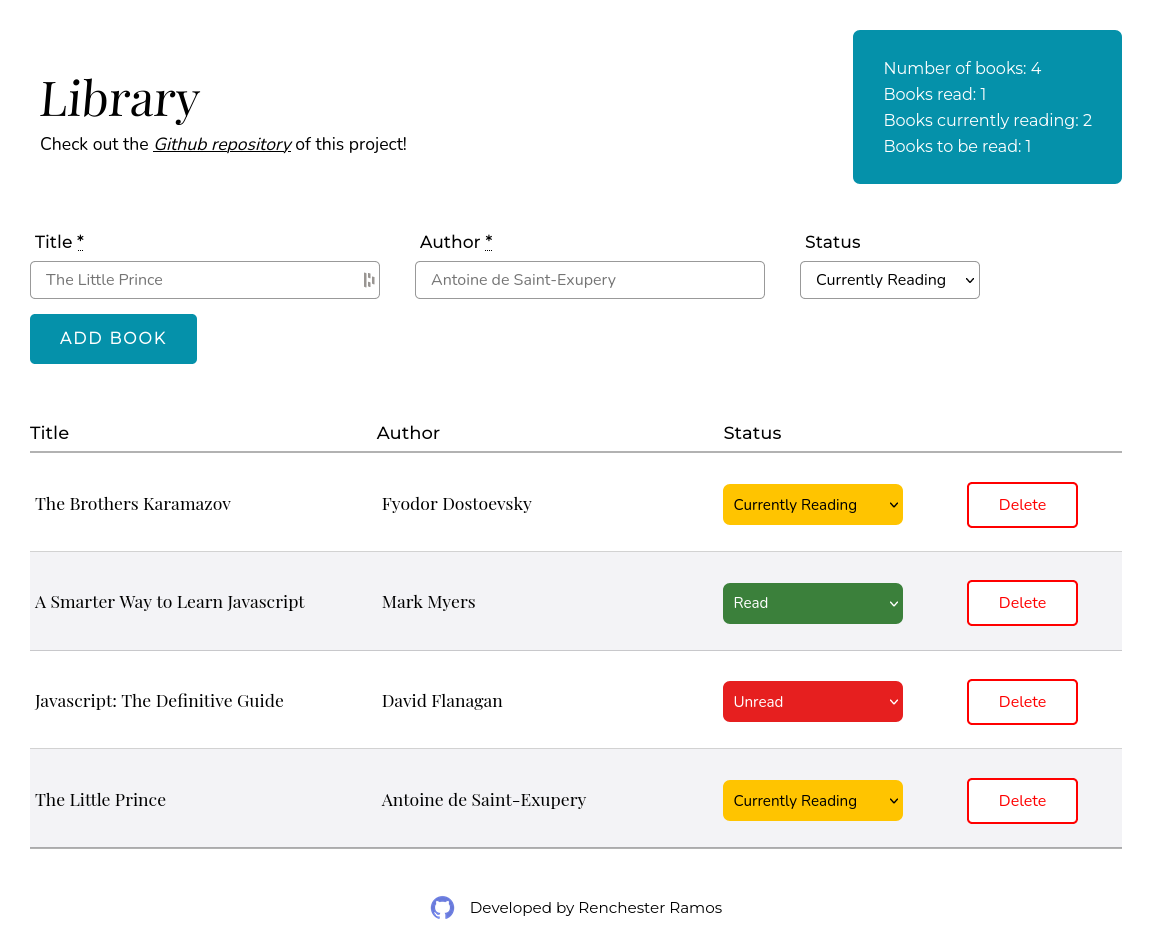 Library
Check out the Github repository of this project!
Number of books: 4
Books read: 1
Books currently reading: 2
Books to be read: 1
Title * Author * Status
The Little Prince Antoine de Saint-Exupery Currently Reading
ADD BOOK
Title Author Status
The Brothers Karamazov Fyodor Dostoevsky Currently Reading Delete
A Smarter Way to Learn Javascript Mark Myers Read Delete
Javascript: The Definitive Guide David Flanagan Unread Delete
The Little Prince Antoine de Saint-Exupery Currently Reading Delete
Developed by Renchester Ramos